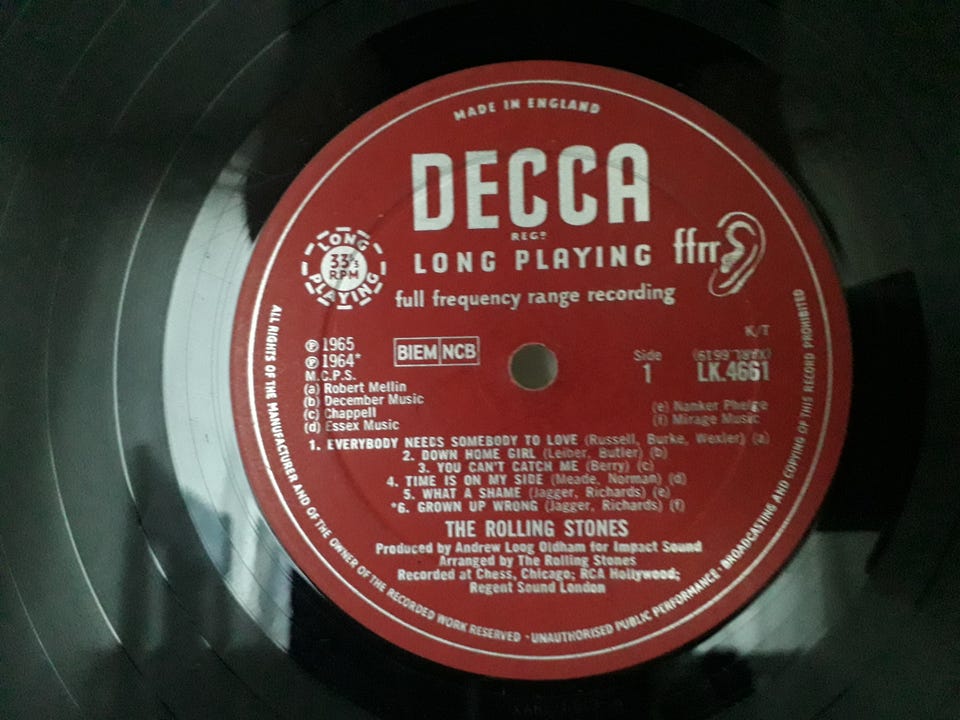 MADE IN ENGLAND
DECCA
REGD
LONG PLAYING
ffrr
LONG PLAYING
33⅓
RPM
full frequency range recording
K/T
℗ 1965
℗ 1964*
BIEM NCB
Side
1
(XARL.6619)
LK.4661
M.C.P.S.
(a) Robert Mellin
(b) December Music
(c) Chappell
(d) Essex Music
(e) Nanker Phelge
(f) Mirage Music
1. EVERYBODY NEEDS SOMEBODY TO LOVE (Russell, Burke, Wexler) (a)
2. DOWN HOME GIRL (Leiber, Butler) (b)
3. YOU CAN'T CATCH ME (Berry) (c)
4. TIME IS ON MY SIDE (Meade, Norman) (d)
5. WHAT A SHAME (Jagger, Richards) (e)
*6. GROWN UP WRONG (Jagger, Richards) (f)
THE ROLLING STONES
Produced by Andrew Loog Oldham for Impact Sound
Arranged by The Rolling Stones
Recorded at Chess, Chicago; RCA Hollywood;
Regent Sound London
ALL RIGHTS OF THE MANUFACTURER AND OF THE OWNER OF THE RECORDED WORK RESERVED · UNAUTHORISED PUBLIC PERFORMANCE · BROADCASTING AND COPYING OF THIS RECORD PROHIBITED